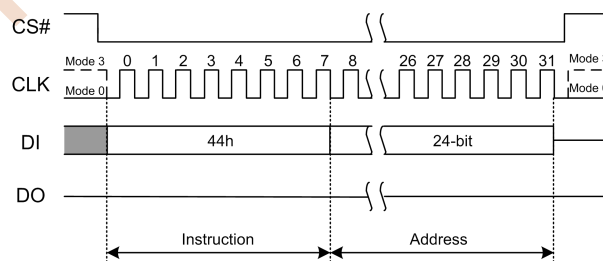 CS#
Mode 3 0 1 2 3 4 5 6 7 8 26 27 28 29 30 31 Mode 3
CLK
Mode 0 Mode 0
DI 44h 24-bit
DO
Instruction Address